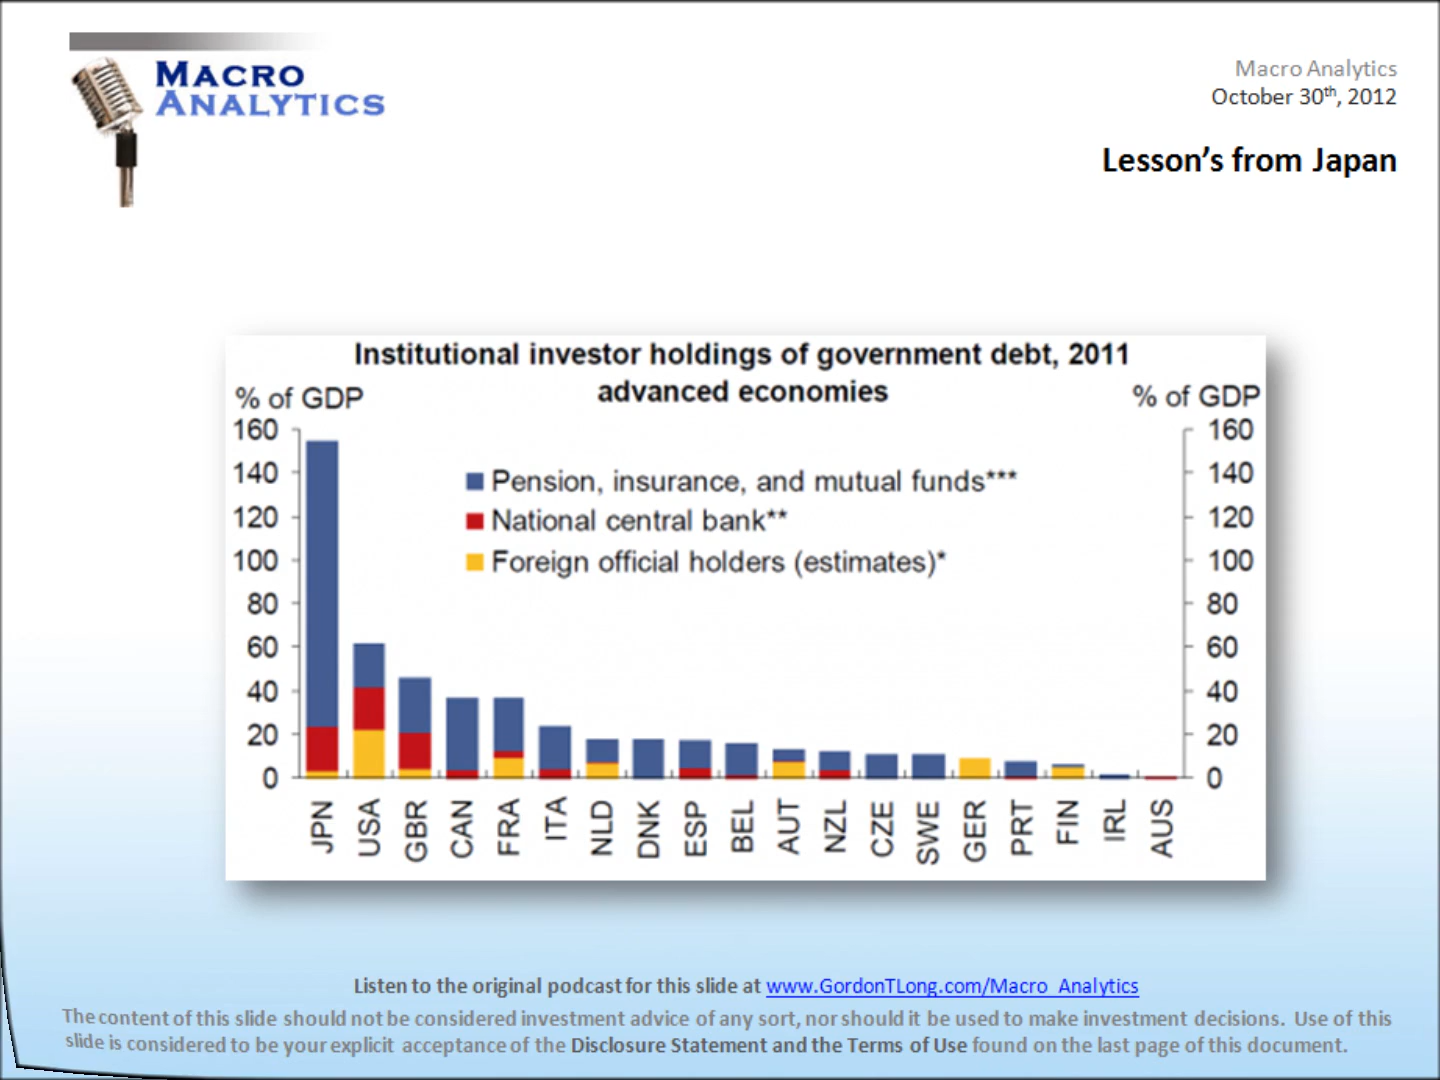 MACRO
ANALYTICS
Macro Analytics
October 30th, 2012
Lesson's from Japan
Institutional investor holdings of government debt, 2011
advanced economies
% of GDP
% of GDP
160
140
120
100
80
60
40
20
0
Pension, insurance, and mutual funds***
National central bank**
Foreign official holders (estimates)*
160
140
120
100
80
60
40
20
0
JPN
USA
GBR
CAN
FRA
ITA
NLD
DNK
ESP
BEL
AUT
NZL
CZE
SWE
GER
PRT
FIN
IRL
AUS
Listen to the original podcast for this slide at www.GordonTLong.com/Macro_Analytics
The content of this slide should not be considered investment advice of any sort, nor should it be used to make investment decisions. Use of this
slide is considered to be your explicit acceptance of the Disclosure Statement and the Terms of Use found on the last page of this document.